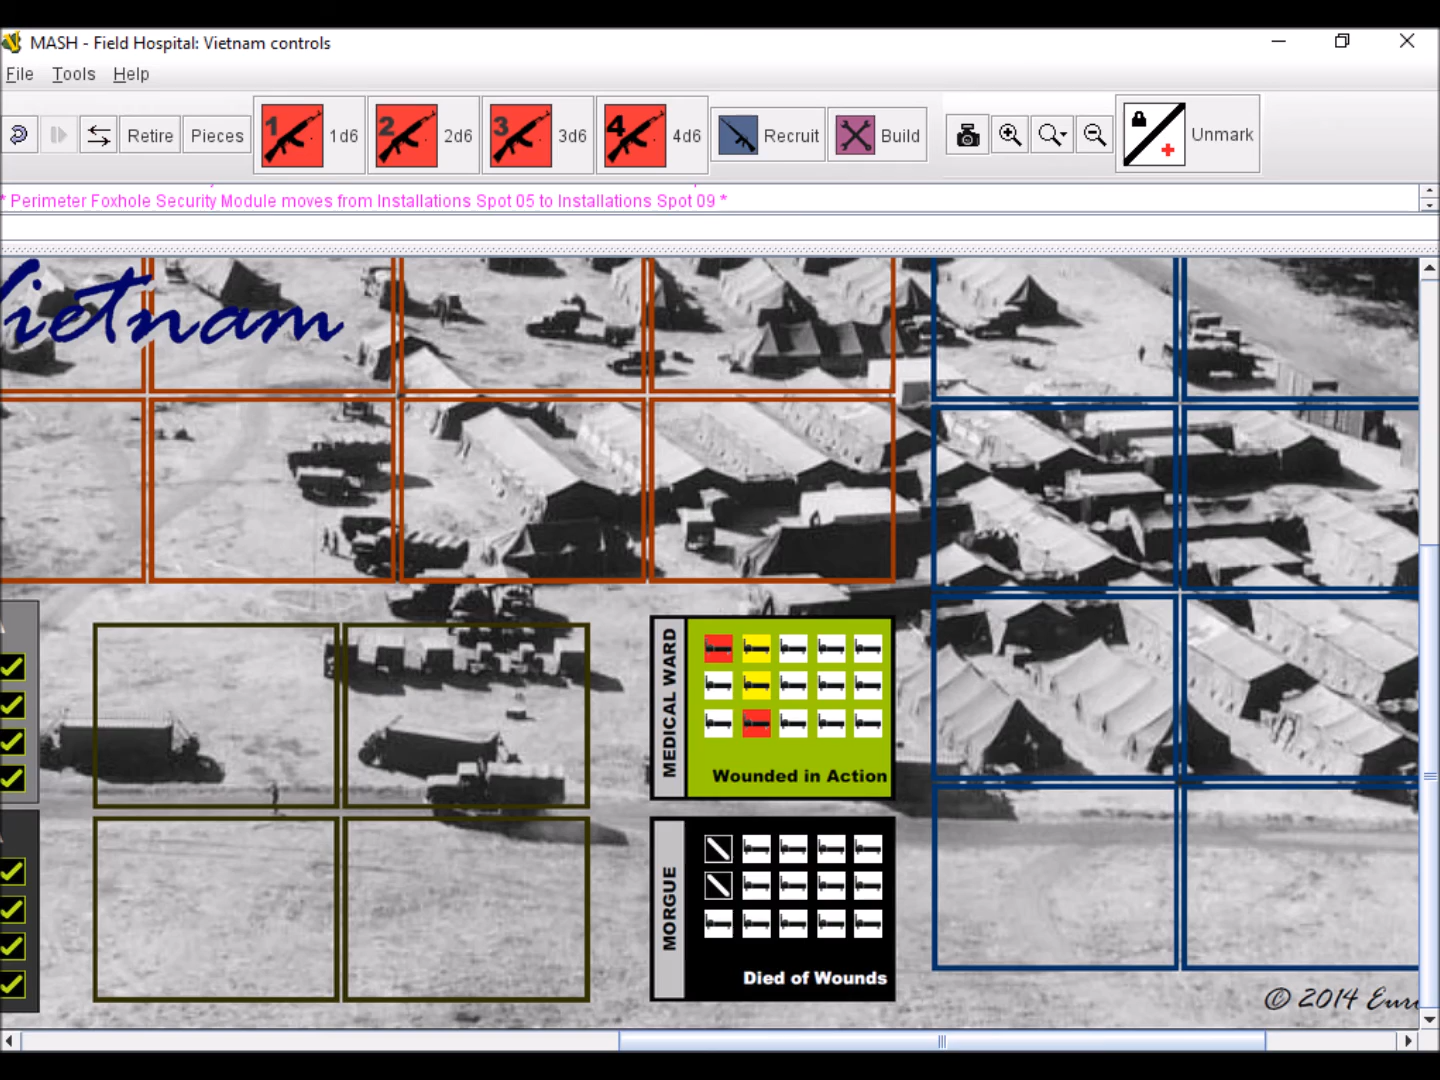 MASH - Field Hospital: Vietnam controls
File Tools Help
Retire Pieces 1 1d6 2 2d6 3 3d6 4 4d6 Recruit Build Unmark
* Perimeter Foxhole Security Module moves from Installations Spot 05 to Installations Spot 09 *
Vietnam
MEDICAL WARD
Wounded in Action
MORGUE
Died of Wounds
© 2014